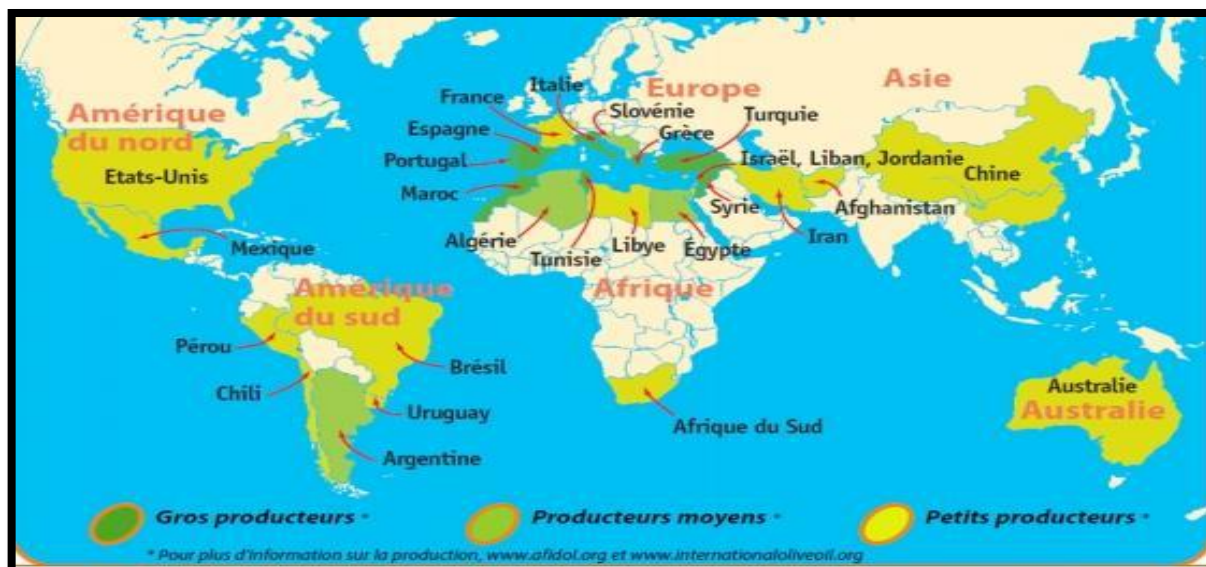 Amérique
du nord
Etats-Unis
Mexique
Amérique
du sud
Pérou
Brésil
Chili
Uruguay
Argentine
Europe
Italie
France
Slovénie
Espagne
Grèce
Turquie
Portugal
Israël, Liban, Jordanie
Maroc
Syrie
Afghanistan
Algérie
Tunisie
Libye
Égypte
Iran
Asie
Chine
Afrique
Afrique du Sud
Australie
Australie
Gros producteurs *
Producteurs moyens *
Petits producteurs *
* Pour plus d'information sur la production, www.afidol.org et www.internationaloliveoil.org